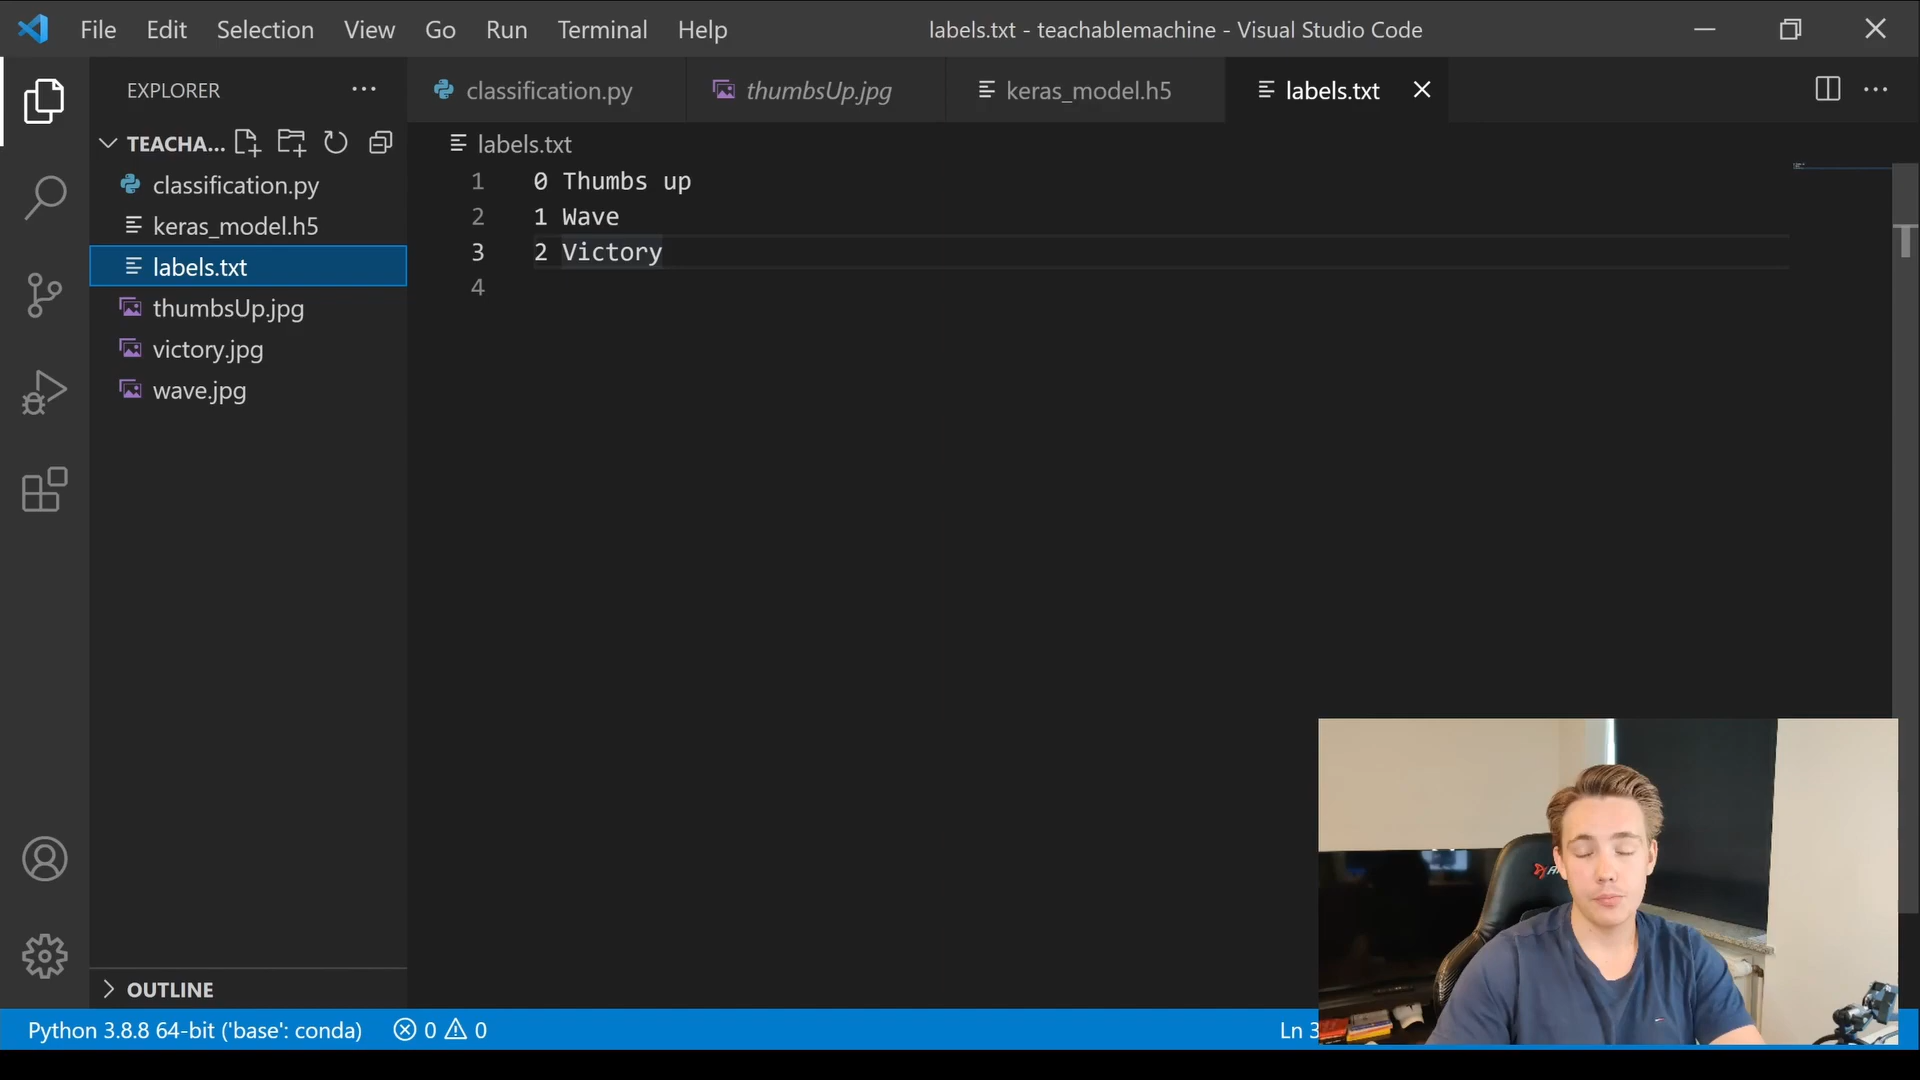 File Edit Selection View Go Run Terminal Help
labels.txt - teachablemachine - Visual Studio Code
EXPLORER
TEACHA...
classification.py
keras_model.h5
labels.txt
thumbsUp.jpg
victory.jpg
wave.jpg
OUTLINE
classification.py thumbsUp.jpg keras_model.h5 labels.txt
labels.txt
1 0 Thumbs up
2 1 Wave
3 2 Victory
4
Python 3.8.8 64-bit ('base': conda) 0 0 Ln 3